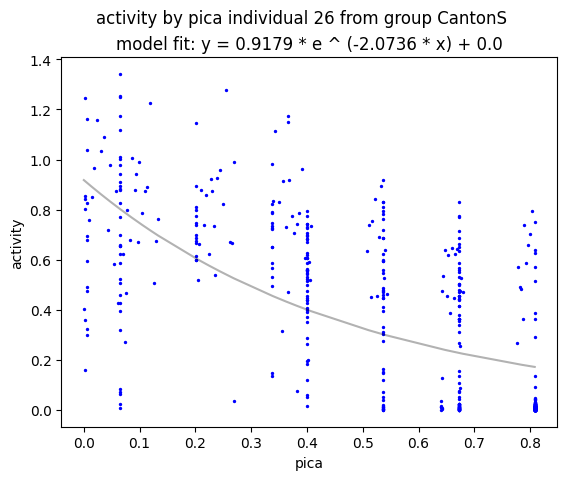 activity by pica individual 26 from group CantonS
model fit: y = 0.9179 * e ^ (-2.0736 * x) + 0.0
1.4
1.2
1.0
0.8
0.6
0.4
0.2
0.0
activity
0.0 0.1 0.2 0.3 0.4 0.5 0.6 0.7 0.8
pica